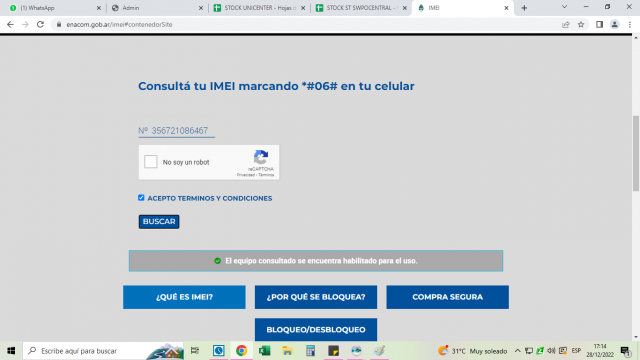 WhatsApp
Admin
STOCK UNICENTER - Hojas d
STOCK ST SWPOCENTRAL -
IMEI
enacom.gob.ar/imei#contenedorSite
Consultá tu IMEI marcando *#06# en tu celular
Nº 356721086467
No soy un robot
reCAPTCHA
Privacidad - Términos
ACEPTO TERMINOS Y CONDICIONES
BUSCAR
El equipo consultado se encuentra habilitado para el uso.
¿QUÉ ES IMEI?
¿POR QUÉ SE BLOQUEA?
COMPRA SEGURA
BLOQUEO/DESBLOQUEO
Escribe aquí para buscar
31°C Muy soleado
ESP
17:14
28/12/2022